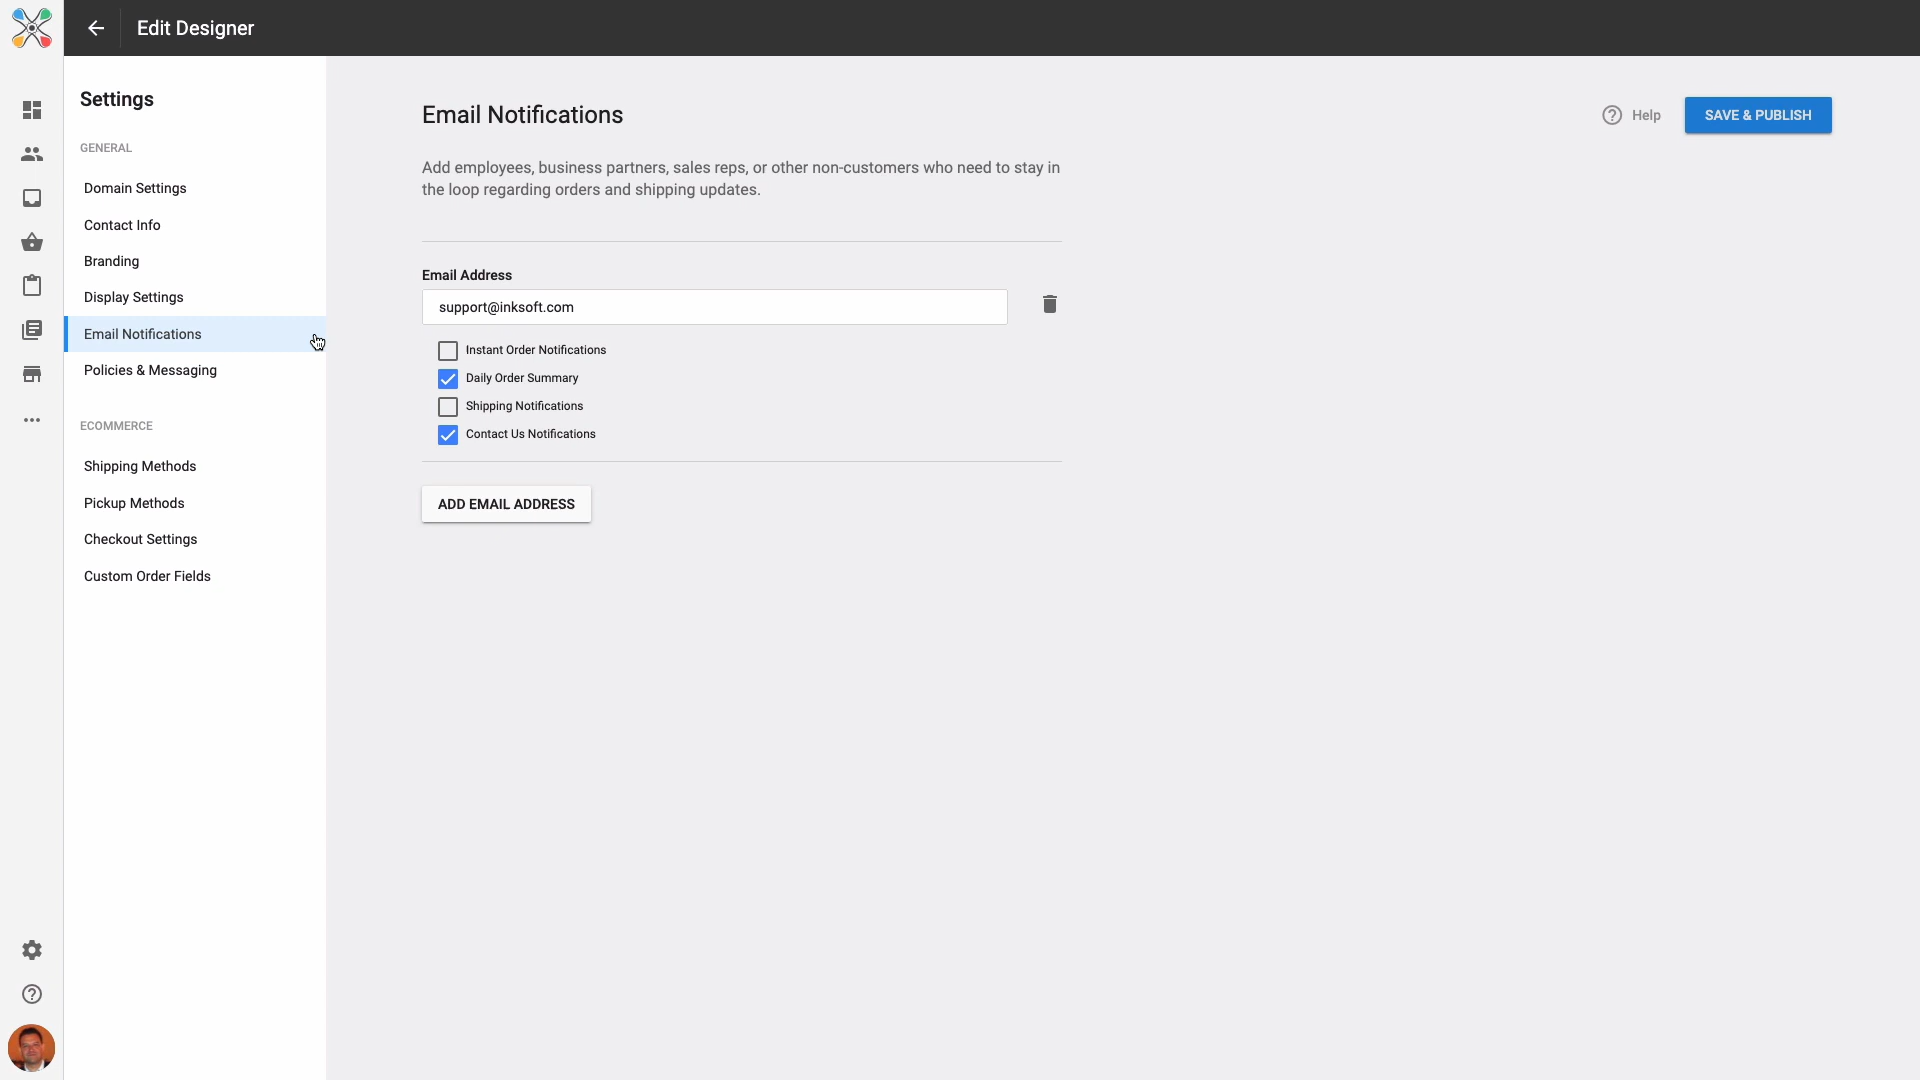 Edit Designer
Settings
GENERAL
Domain Settings
Contact Info
Branding
Display Settings
Email Notifications
Policies & Messaging
ECOMMERCE
Shipping Methods
Pickup Methods
Checkout Settings
Custom Order Fields
Email Notifications
Help
SAVE & PUBLISH
Add employees, business partners, sales reps, or other non-customers who need to stay in
the loop regarding orders and shipping updates.
Email Address
support@inksoft.com
Instant Order Notifications
Daily Order Summary
Shipping Notifications
Contact Us Notifications
ADD EMAIL ADDRESS